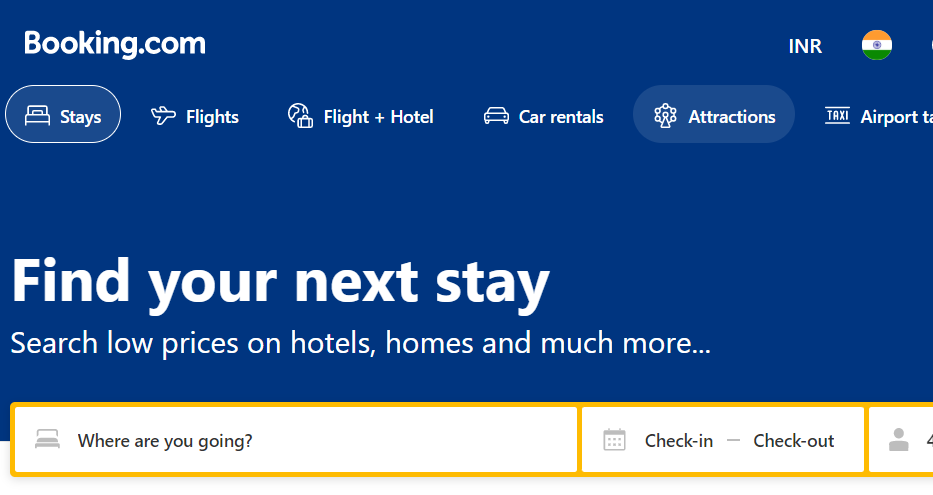 Booking.com
INR
Stays Flights Flight + Hotel Car rentals Attractions TAXI Airport
Find your next stay
Search low prices on hotels, homes and much more...
Where are you going? Check-in — Check-out 4